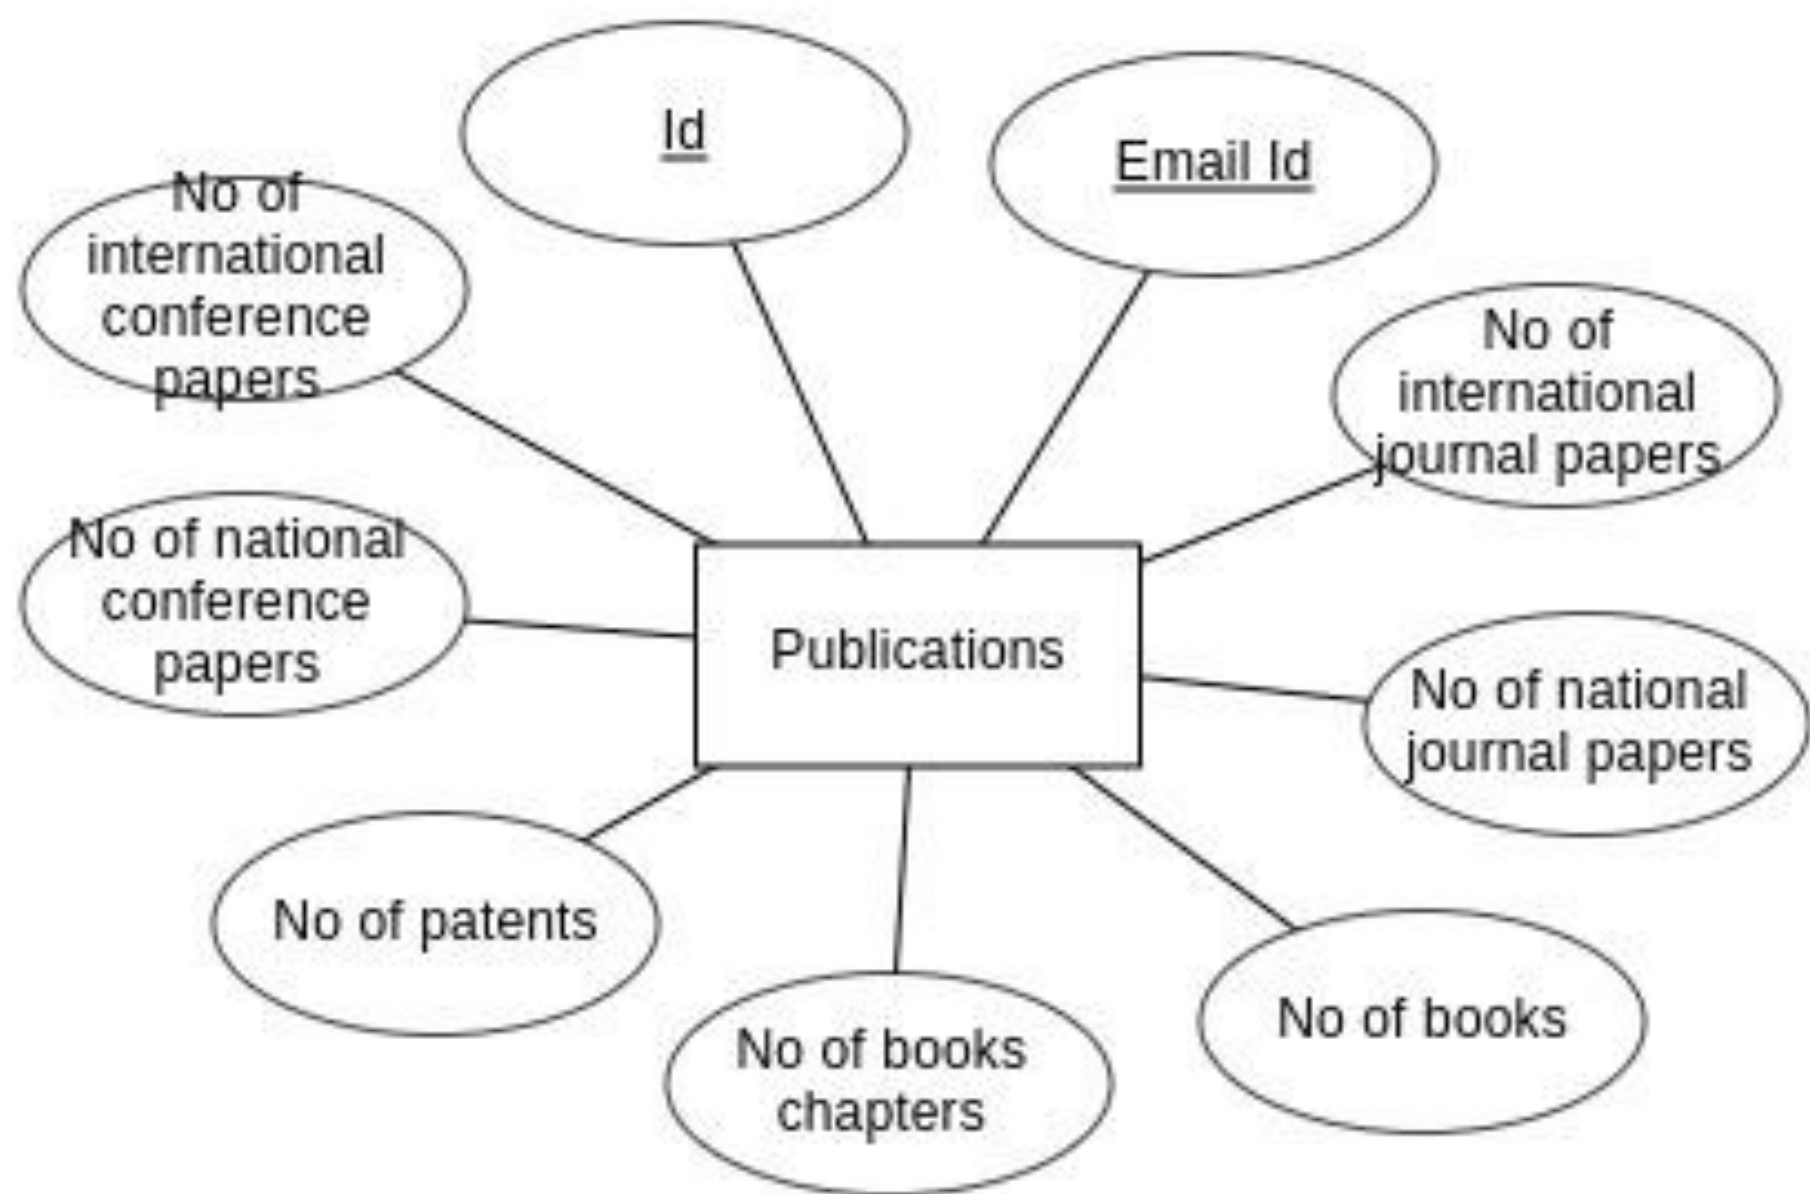 Id
Email Id
No of
international
conference
papers
No of
international
journal papers
No of national
conference
papers
Publications
No of national
journal papers
No of patents
No of books
chapters
No of books